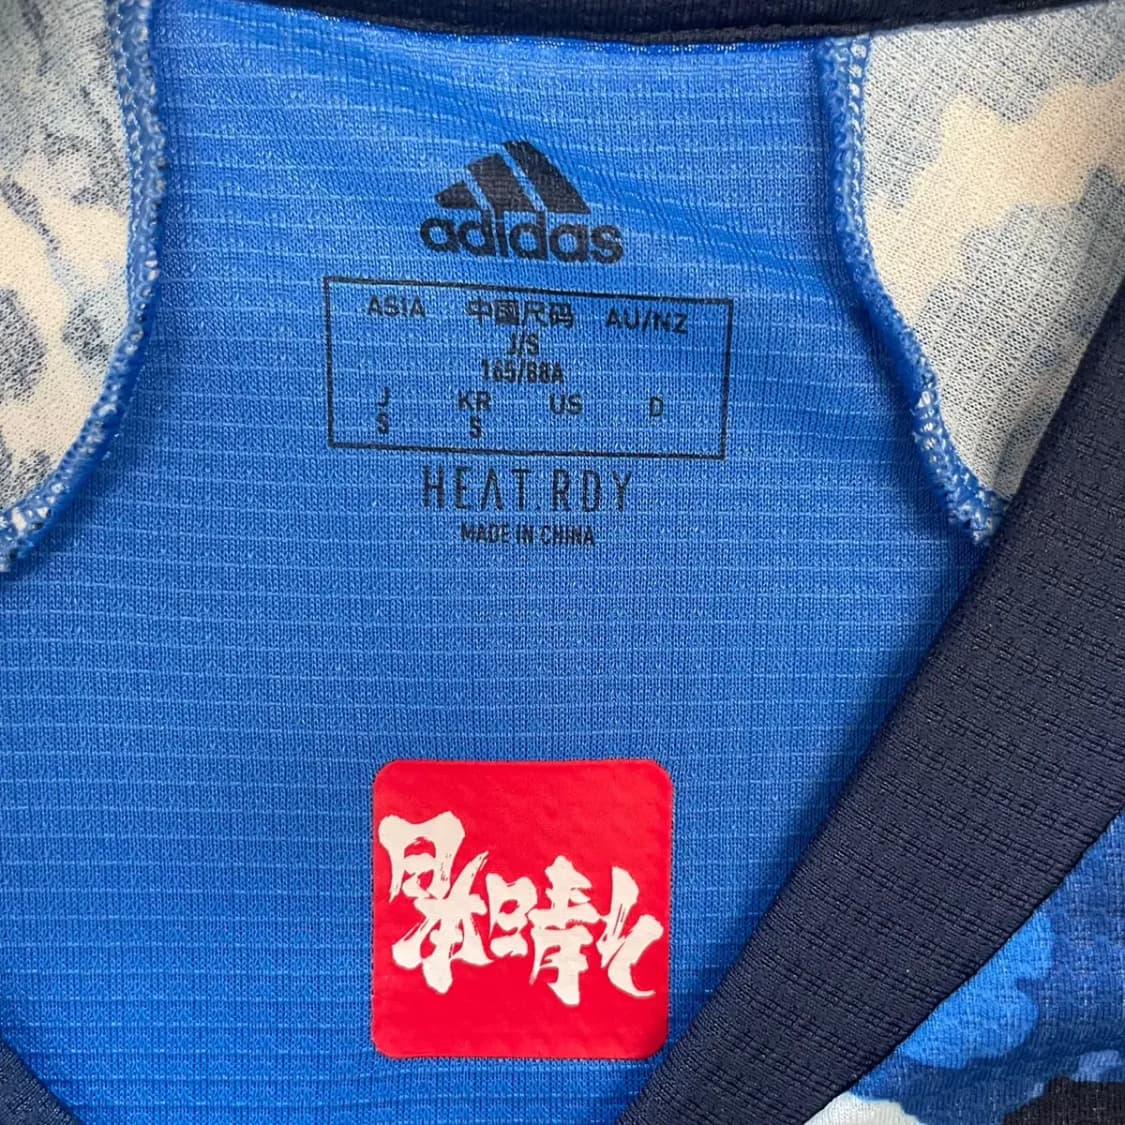 adidas
ASIA 中国尺码 AU/NZ
J/S
165/88A
J KR US D
S S
HEAT.RDY
MADE IN CHINA
日本晴れ